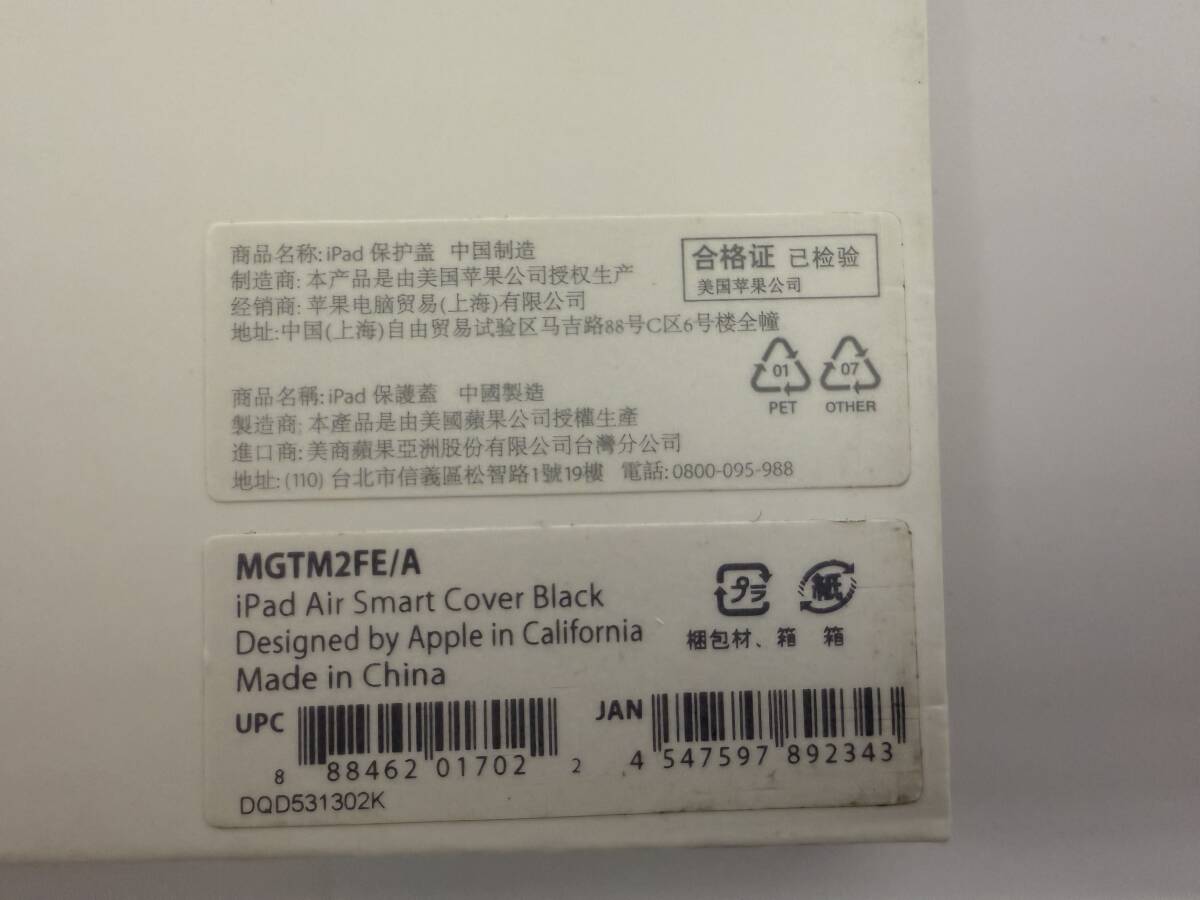 商品名称: iPad 保护盖 中国制造
制造商: 本产品是由美国苹果公司授权生产
经销商: 苹果电脑贸易(上海)有限公司
地址:中国(上海)自由贸易试验区马吉路88号C区6号楼全幢
合格证 已检验
美国苹果公司
01 07
PET OTHER
商品名稱: iPad 保護蓋 中國製造
製造商: 本產品是由美國蘋果公司授權生產
進口商: 美商蘋果亞洲股份有限公司台灣分公司
地址: (110) 台北市信義區松智路1號19樓 電話: 0800-095-988
MGTM2FE/A
iPad Air Smart Cover Black
Designed by Apple in California
Made in China
プラ 紙
梱包材、箱 箱
UPC
8 88462 01702 2
JAN
4 547597 892343
DQD531302K